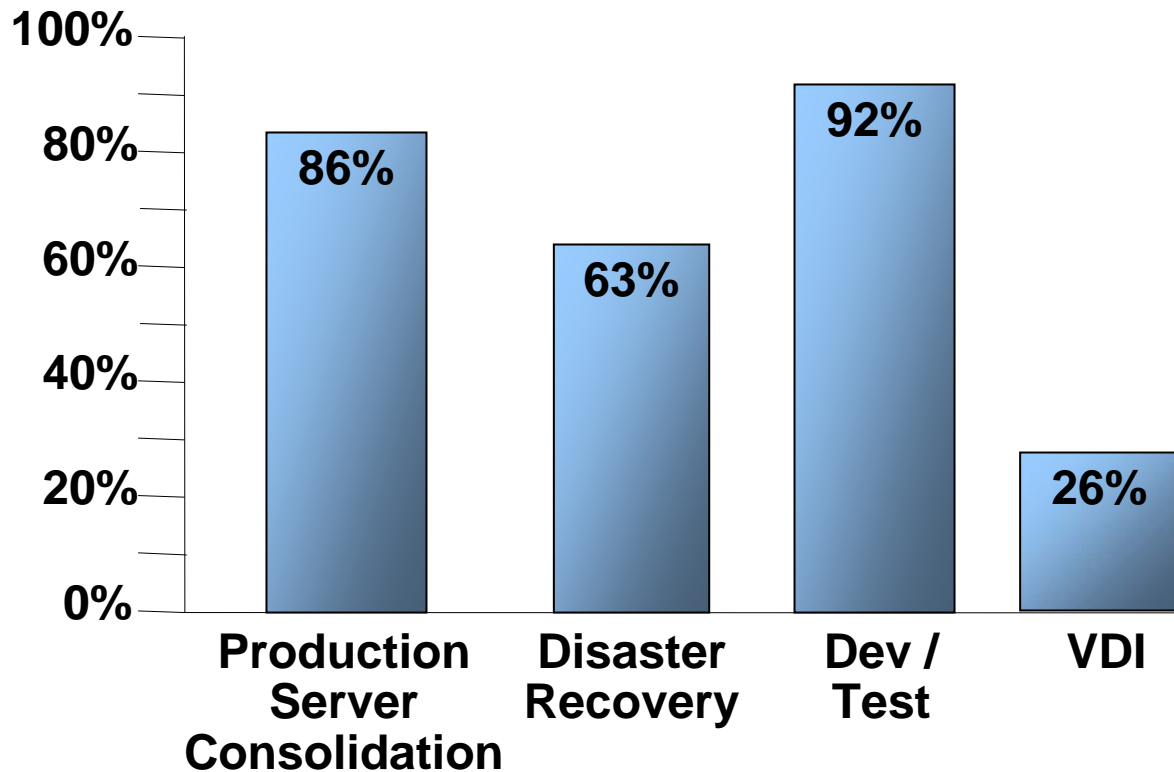 100%
80%
60%
40%
20%
0%
86%
63%
92%
26%
Production
Server
Consolidation
Disaster
Recovery
Dev /
Test
VDI